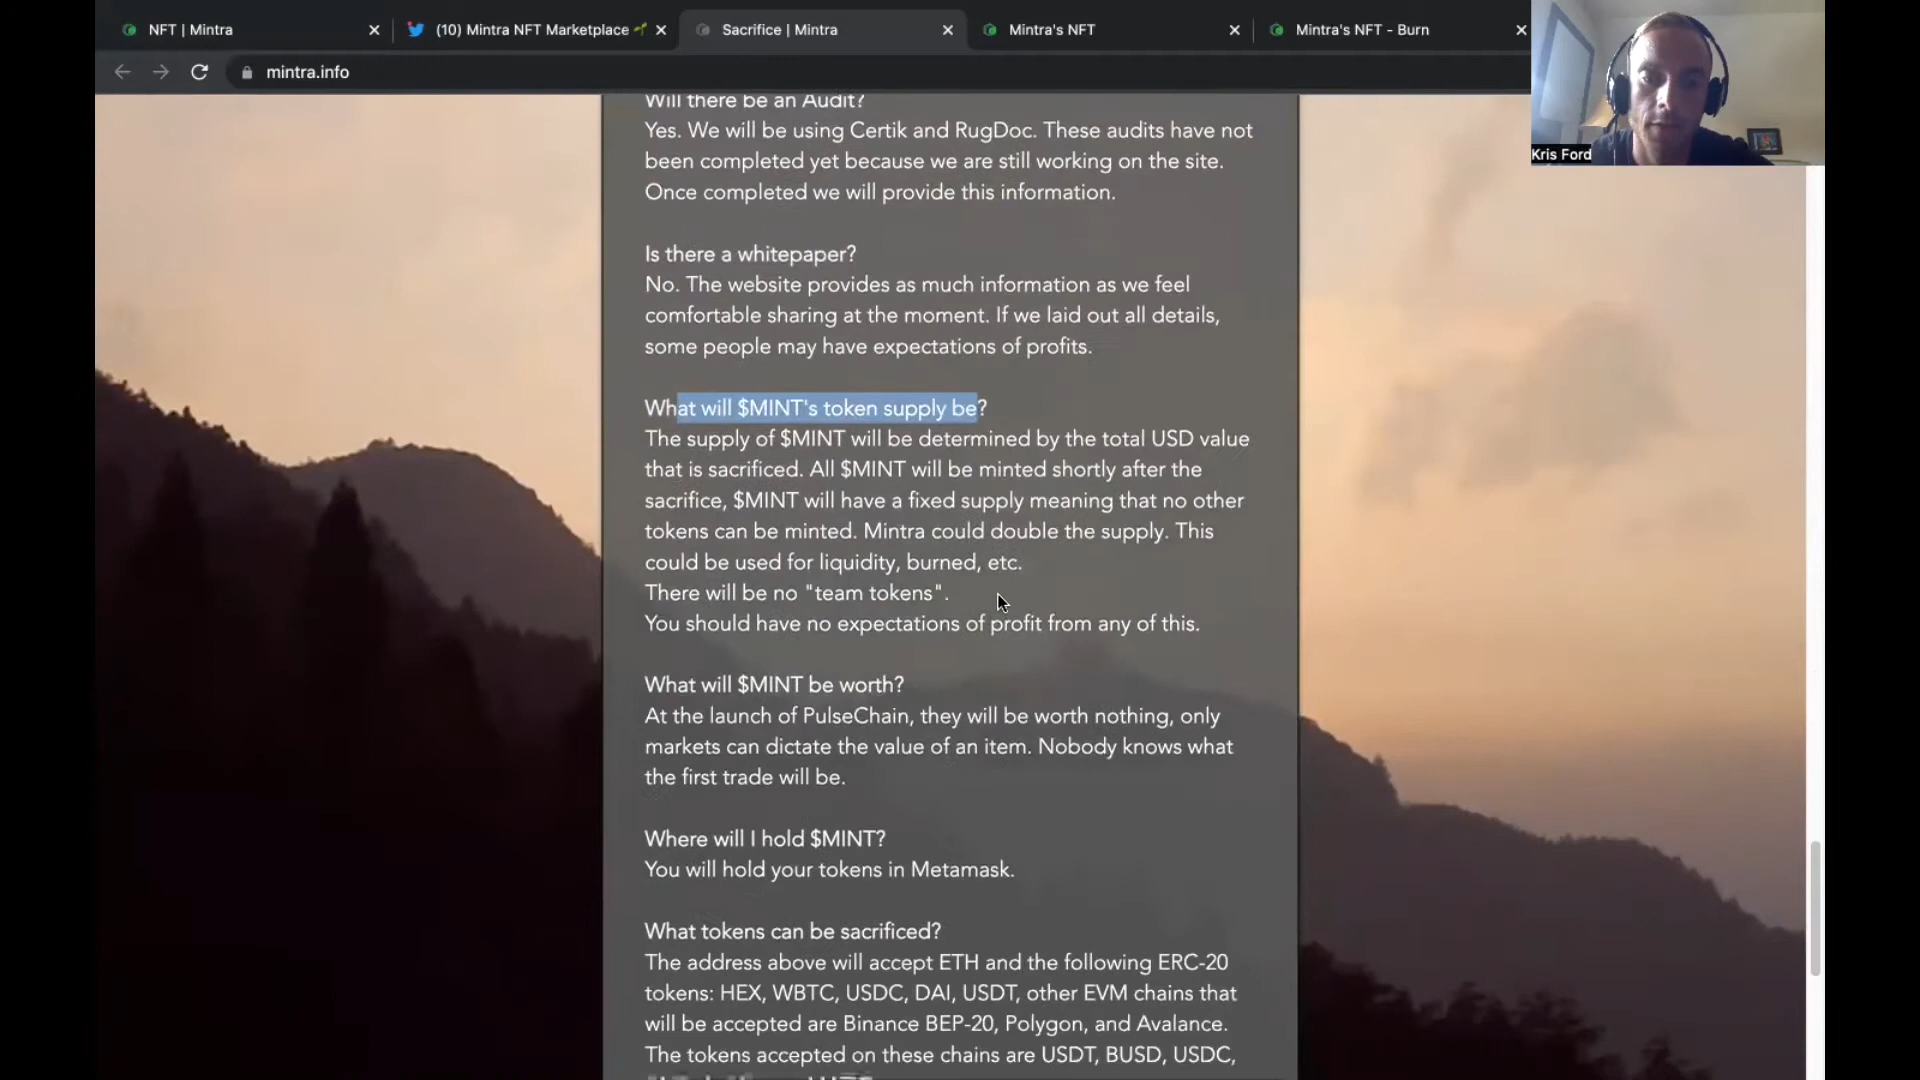 NFT | Mintra
(10) Mintra NFT Marketplace
Sacrifice | Mintra
Mintra's NFT
Mintra's NFT - Burn
mintra.info
Kris Ford
Will there be an Audit?
Yes. We will be using Certik and RugDoc. These audits have not
been completed yet because we are still working on the site.
Once completed we will provide this information.
Is there a whitepaper?
No. The website provides as much information as we feel
comfortable sharing at the moment. If we laid out all details,
some people may have expectations of profits.
What will $MINT's token supply be?
The supply of $MINT will be determined by the total USD value
that is sacrificed. All $MINT will be minted shortly after the
sacrifice, $MINT will have a fixed supply meaning that no other
tokens can be minted. Mintra could double the supply. This
could be used for liquidity, burned, etc.
There will be no "team tokens".
You should have no expectations of profit from any of this.
What will $MINT be worth?
At the launch of PulseChain, they will be worth nothing, only
markets can dictate the value of an item. Nobody knows what
the first trade will be.
Where will I hold $MINT?
You will hold your tokens in Metamask.
What tokens can be sacrificed?
The address above will accept ETH and the following ERC-20
tokens: HEX, WBTC, USDC, DAI, USDT, other EVM chains that
will be accepted are Binance BEP-20, Polygon, and Avalance.
The tokens accepted on these chains are USDT, BUSD, USDC,